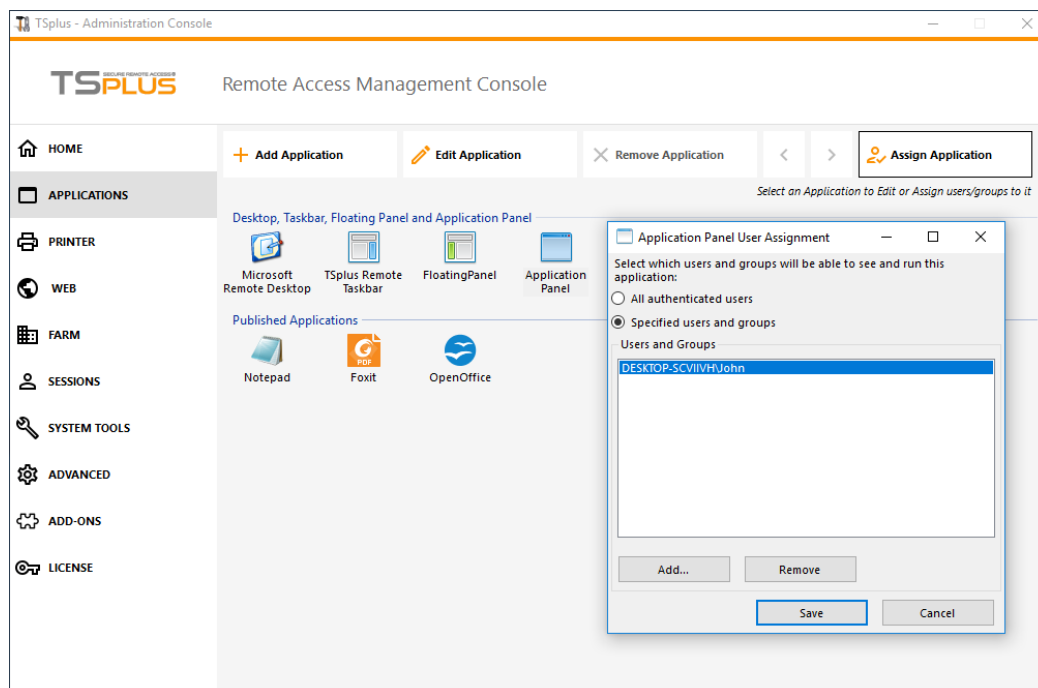 TSplus - Administration Console
TSPLUS
SECURE REMOTE ACCESS®
Remote Access Management Console
HOME
APPLICATIONS
PRINTER
WEB
FARM
SESSIONS
SYSTEM TOOLS
ADVANCED
ADD-ONS
LICENSE
Add Application
Edit Application
Remove Application
Assign Application
Select an Application to Edit or Assign users/groups to it
Desktop, Taskbar, Floating Panel and Application Panel
Microsoft
Remote Desktop
TSplus Remote
Taskbar
FloatingPanel
Application
Panel
Published Applications
Notepad
PDF
Foxit
OpenOffice
Application Panel User Assignment
Select which users and groups will be able to see and run this
application:
All authenticated users
Specified users and groups
Users and Groups
DESKTOP-SCVIIVH\John
Add...
Remove
Save
Cancel